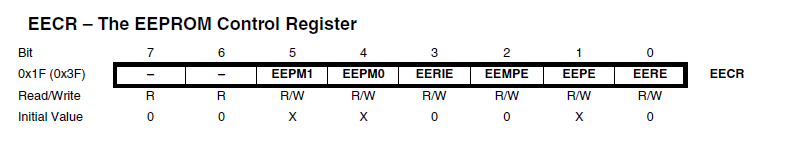 EECR – The EEPROM Control Register
Bit 7 6 5 4 3 2 1 0
0x1F (0x3F) – – EEPM1 EEPM0 EERIE EEMPE EEPE EERE EECR
Read/Write R R R/W R/W R/W R/W R/W R/W
Initial Value 0 0 X X 0 0 X 0